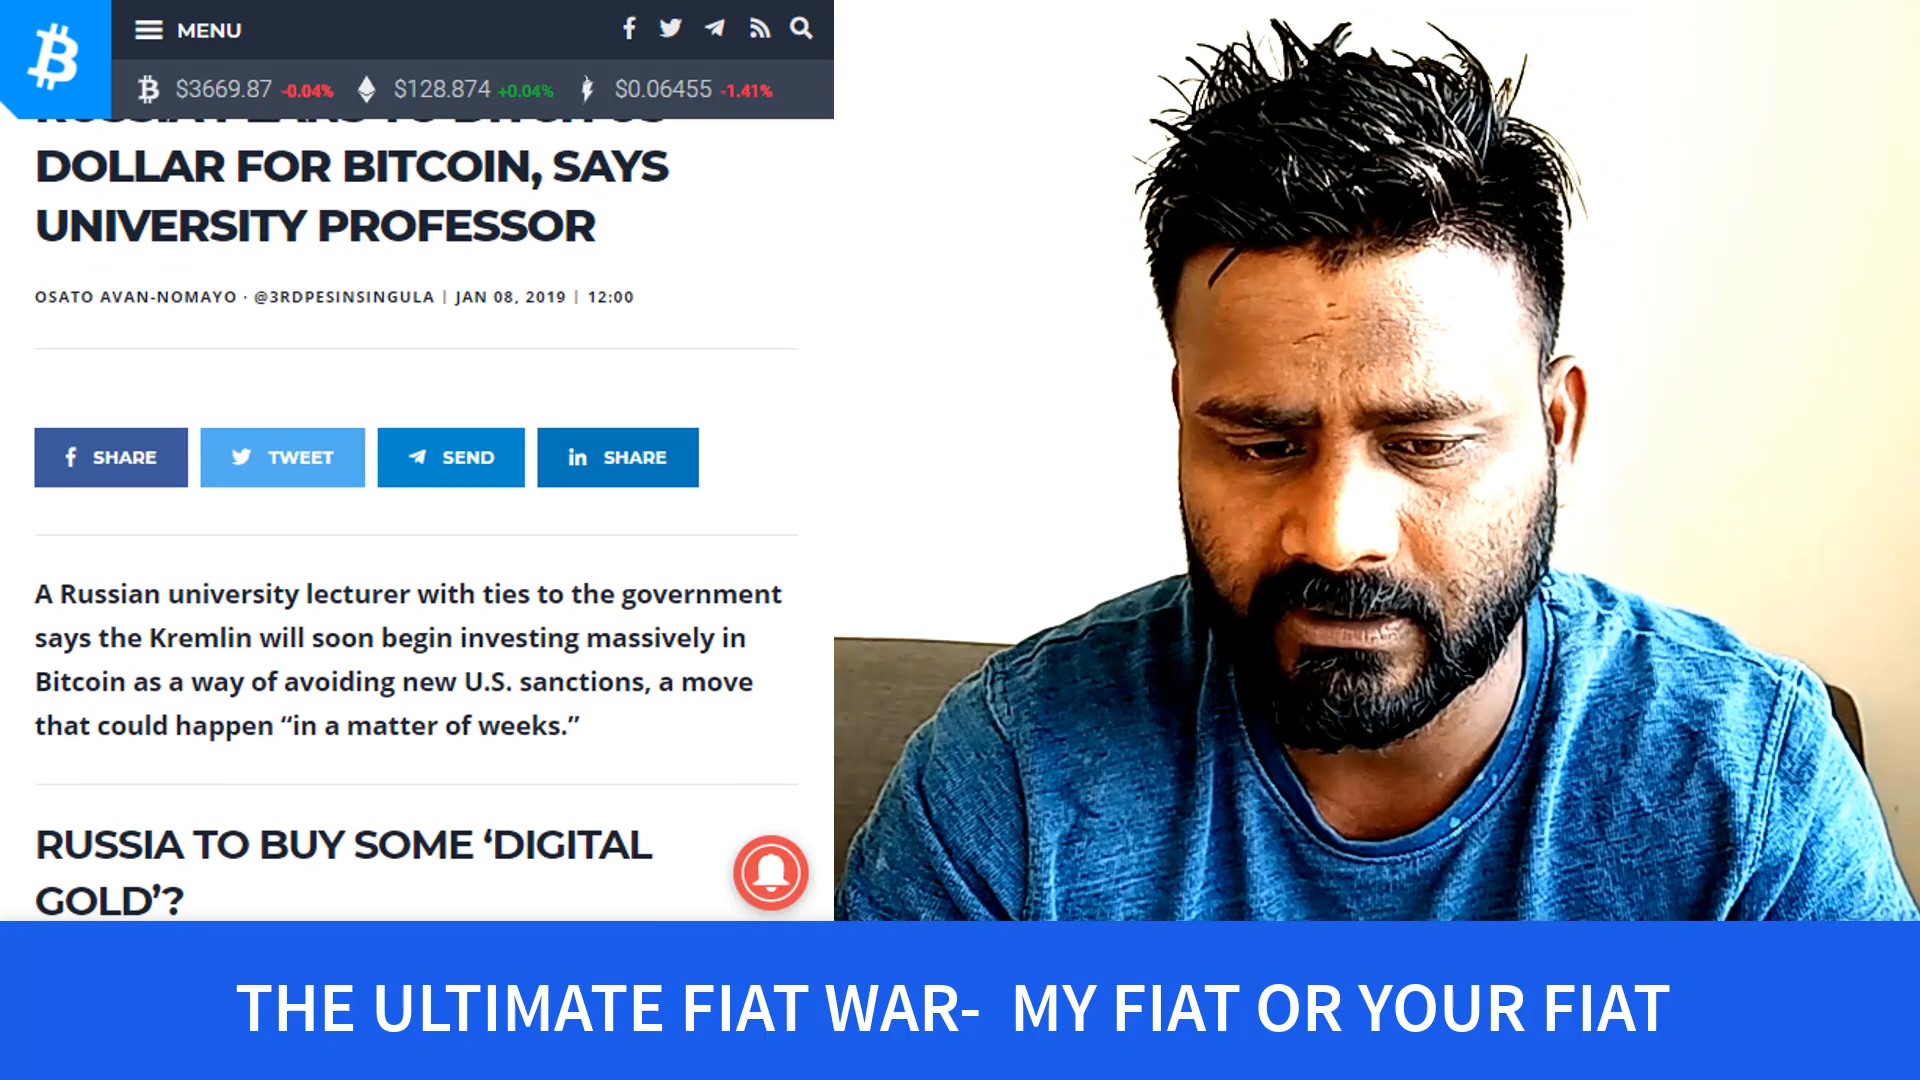 MENU
$3669.87 -0.04% $128.874 +0.04% $0.06455 -1.41%
DOLLAR FOR BITCOIN, SAYS
UNIVERSITY PROFESSOR
OSATO AVAN-NOMAYO · @3RDPESINSINGULA | JAN 08, 2019 | 12:00
SHARE TWEET SEND SHARE
A Russian university lecturer with ties to the government
says the Kremlin will soon begin investing massively in
Bitcoin as a way of avoiding new U.S. sanctions, a move
that could happen “in a matter of weeks.”
RUSSIA TO BUY SOME ‘DIGITAL
GOLD’?
THE ULTIMATE FIAT WAR- MY FIAT OR YOUR FIAT